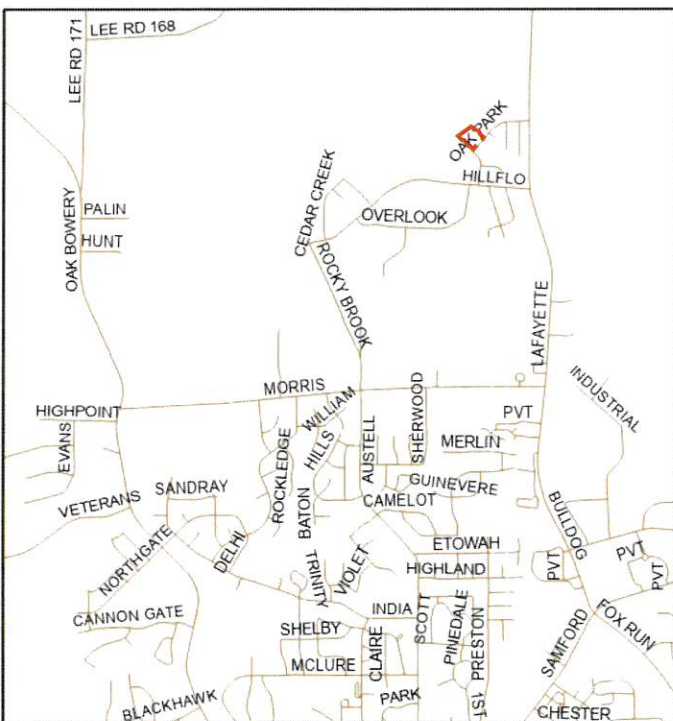 LEE RD 171
LEE RD 168
OAK PARK
HILLFLO
CEDAR CREEK
OVERLOOK
PALIN
HUNT
OAK BOWERY
ROCKY BROOK
LAFAYETTE
INDUSTRIAL
MORRIS
WILLIAM
HIGHPOINT
EVANS
HILLS
AUSTELL
SHERWOOD
PVT
MERLIN
ROCKLEDGE
BATON
GUINEVERE
CAMELOT
SANDRAY
VETERANS
NORTHGATE
DELHI
TRINITY
VIOLET
ETOWAH
HIGHLAND
BULLDOG
PVT
PVT
PVT
CANNON GATE
INDIA
SHELBY
SCOTT
PINEDALE
PRESTON
1ST
SAMFORD
FOX RUN
MCLURE
CLAIRE
PARK
BLACKHAWK
CHESTER